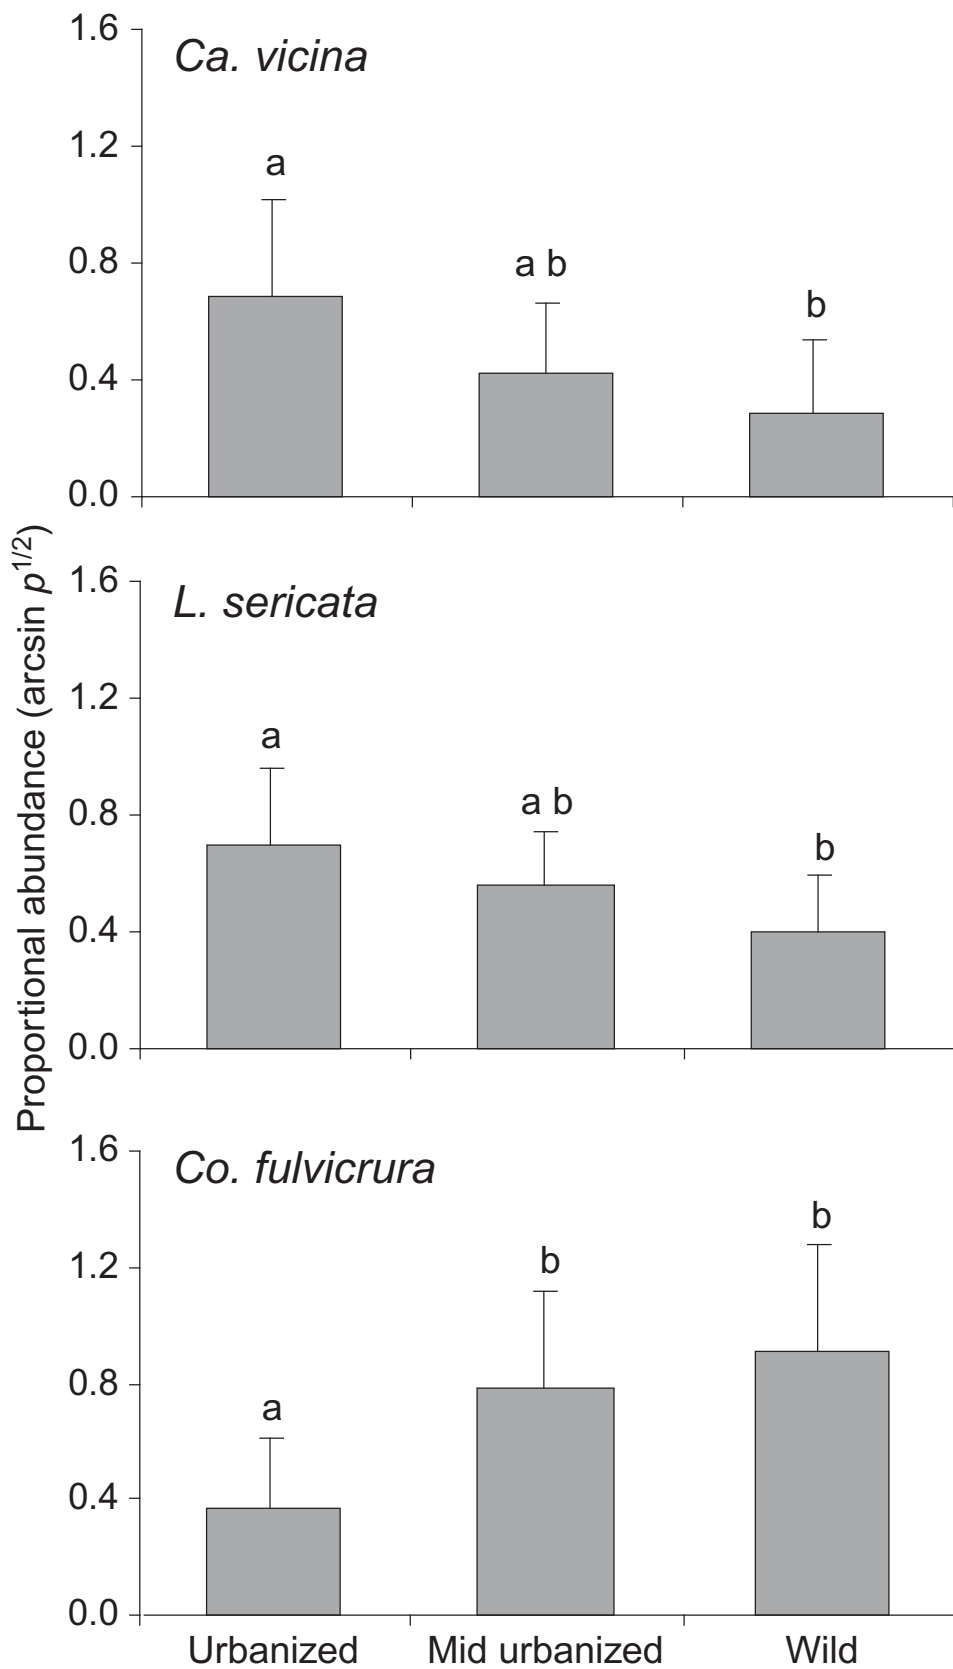 Proportional abundance (arcsin p^1/2)
Ca. vicina
1.6
1.2
0.8
0.4
0.0
a
a b
b
L. sericata
1.6
1.2
0.8
0.4
0.0
a
a b
b
Co. fulvicrura
1.6
1.2
0.8
0.4
0.0
a
b
b
Urbanized Mid urbanized Wild